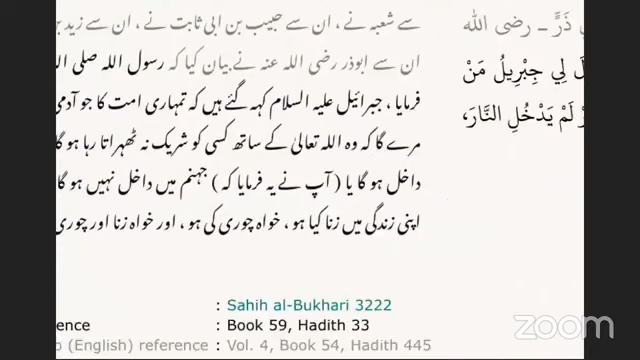 سے شعبہ نے ، ان سے حبیب بن ابی ثابت نے ، ان سے زید بن
ان سے ابوذر رضی اللہ عنہ نے بیان کیا کہ رسول اللہ صلی اللہ
فرمایا ، جبرائیل علیہ السلام کہہ گئے ہیں کہ تمہاری امت کا جو آدمی
مرے گا کہ وہ اللہ تعالیٰ کے ساتھ کسی کو شریک نہ ٹھہراتا رہا ہو گا
داخل ہو گا یا ( آپ نے یہ فرمایا کہ ) جہنم میں داخل نہیں ہو گا
اپنی زندگی میں زنا کیا ہو ، خواہ چوری کی ہو ، اور خواہ زنا اور چوری
ذَرٍّ ـ رضى الله
لِي جِبْرِيلُ مَنْ
لَمْ يَدْخُلِ النَّارَ،
: Sahih al-Bukhari 3222
ence : Book 59, Hadith 33
(English) reference : Vol. 4, Book 54, Hadith 445
zoom